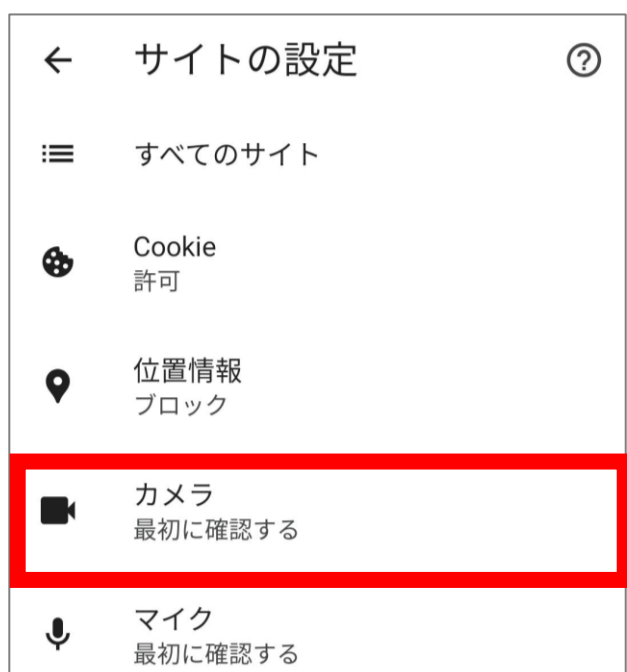 サイトの設定
すべてのサイト
Cookie
許可
位置情報
ブロック
カメラ
最初に確認する
マイク
最初に確認する